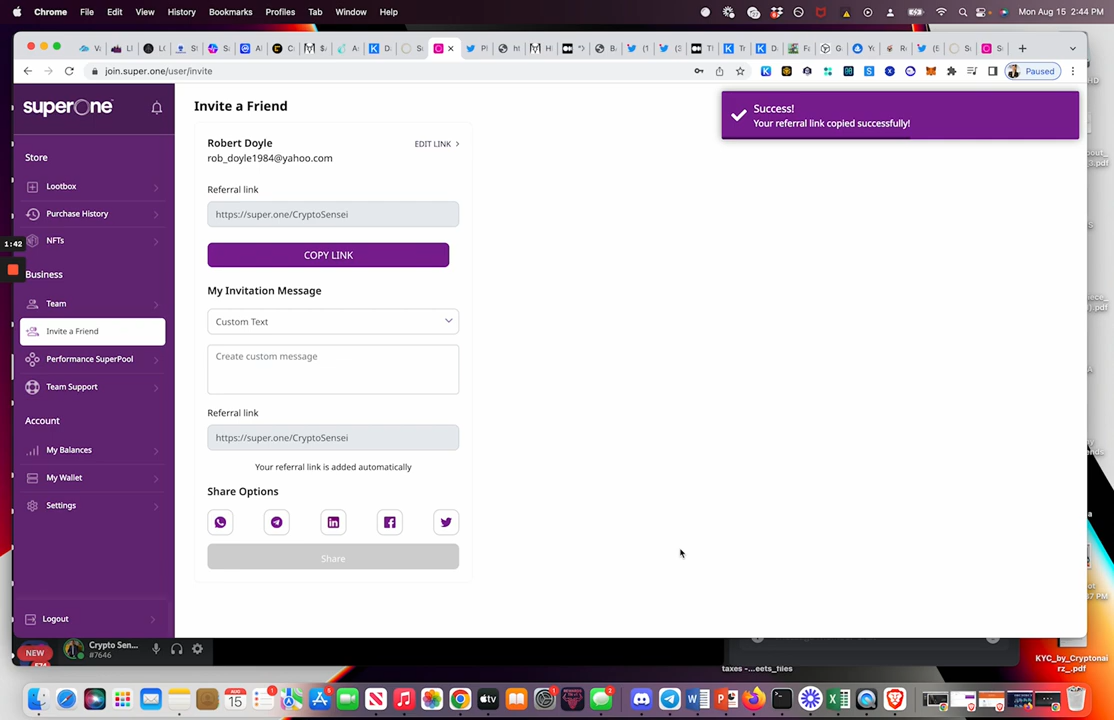 Chrome File Edit View History Bookmarks Profiles Tab Window Help
Mon Aug 15 2:44 PM
join.super.one/user/invite
Paused
superOne
Invite a Friend
Success!
Your referral link copied successfully!
Robert Doyle
EDIT LINK >
rob_doyle1984@yahoo.com
Store
Lootbox
Purchase History
NFTs
1:42
Business
Team
Invite a Friend
Performance SuperPool
Team Support
Account
My Balances
My Wallet
Settings
Logout
Referral link
https://super.one/CryptoSensei
COPY LINK
My Invitation Message
Custom Text
Create custom message
Referral link
https://super.one/CryptoSensei
Your referral link is added automatically
Share Options
Share
NEW
Crypto Sen...
#7646
taxes -...eets_files
KYC_by_Cryptonai
rz_.pdf
AUG
15